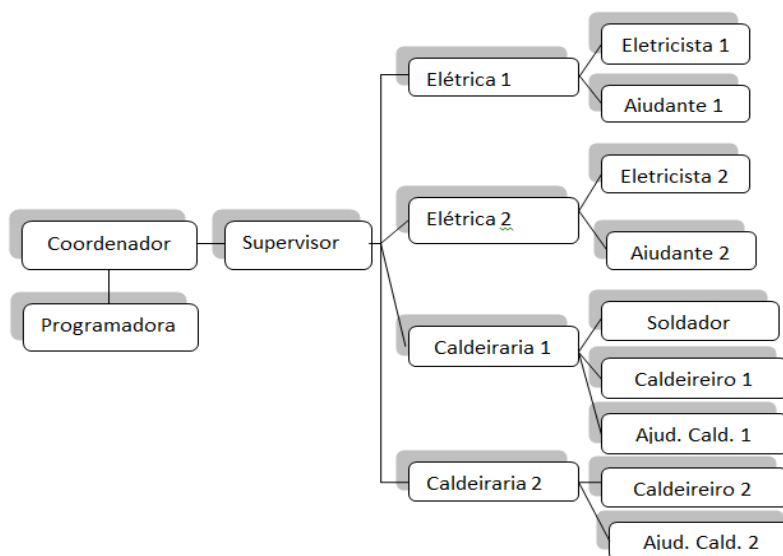 Eletricista 1
Elétrica 1
Aiudante 1
Eletricista 2
Elétrica 2
Aiudante 2
Coordenador
Supervisor
Programadora
Soldador
Caldeiraria 1
Caldeireiro 1
Ajud. Cald. 1
Caldeiraria 2
Caldeireiro 2
Ajud. Cald. 2